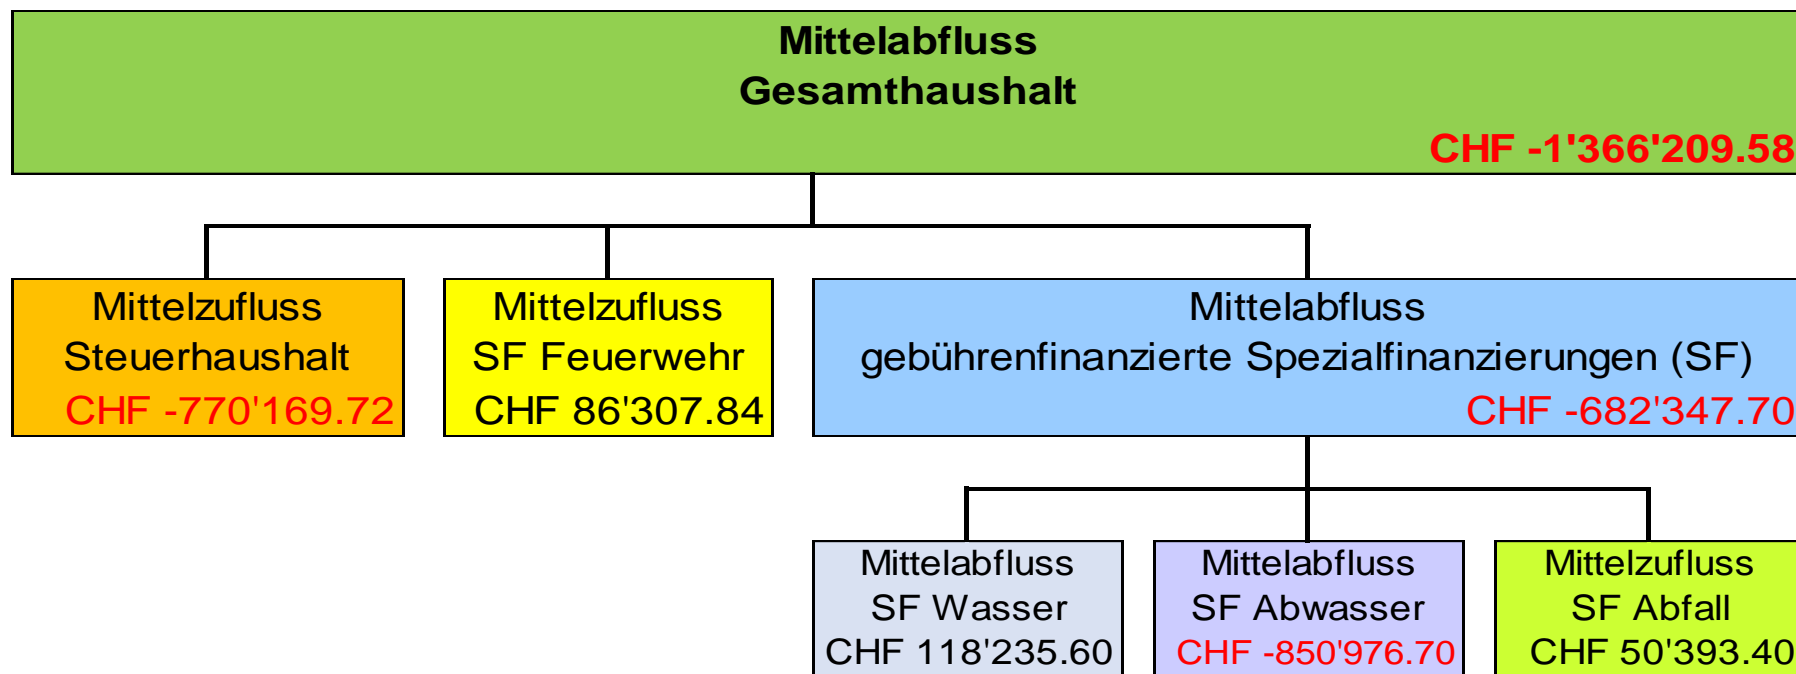 Mittelabfluss
Gesamthaushalt
CHF -1'366'209.58
Mittelzufluss
Steuerhaushalt
CHF -770'169.72
Mittelzufluss
SF Feuerwehr
CHF 86'307.84
Mittelabfluss
gebührenfinanzierte Spezialfinanzierungen (SF)
CHF -682'347.70
Mittelabfluss
SF Wasser
CHF 118'235.60
Mittelabfluss
SF Abwasser
CHF -850'976.70
Mittelzufluss
SF Abfall
CHF 50'393.40